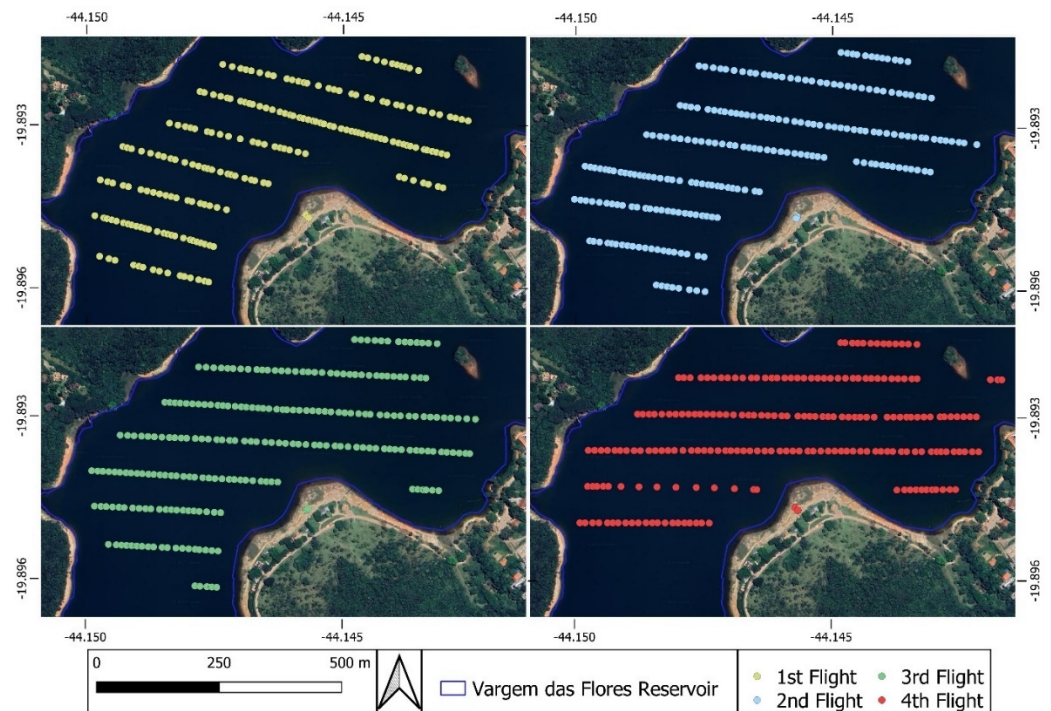 -44.150 -44.145 -44.150 -44.145
-19.893 -19.893
-19.896 -19.896
-19.893 -19.893
-19.896 -19.896
-44.150 -44.145 -44.150 -44.145
0 250 500 m
Vargem das Flores Reservoir
1st Flight 3rd Flight
2nd Flight 4th Flight